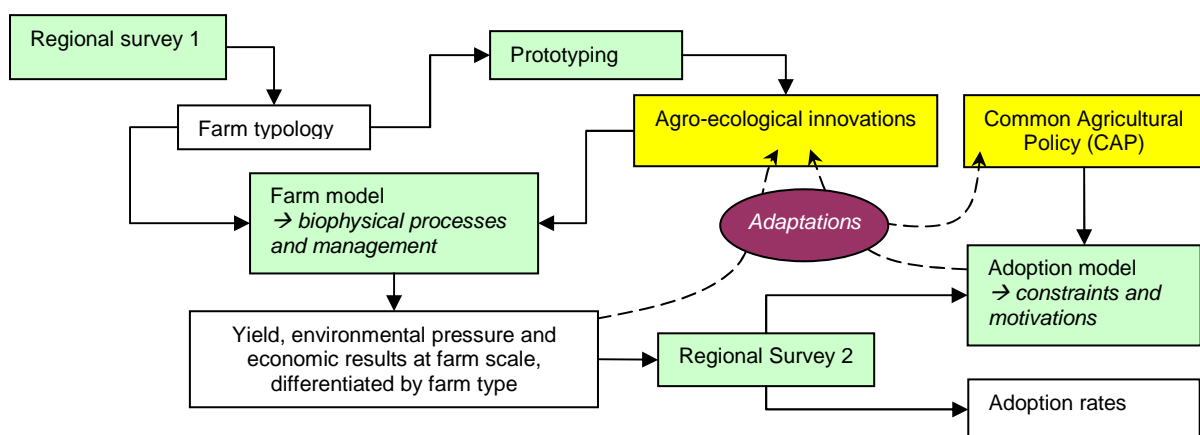 Regional survey 1
Prototyping
Farm typology
Agro-ecological innovations
Common Agricultural
Policy (CAP)
Farm model
→ biophysical processes
and management
Adaptations
Adoption model
→ constraints and
motivations
Yield, environmental pressure and
economic results at farm scale,
differentiated by farm type
Regional Survey 2
Adoption rates